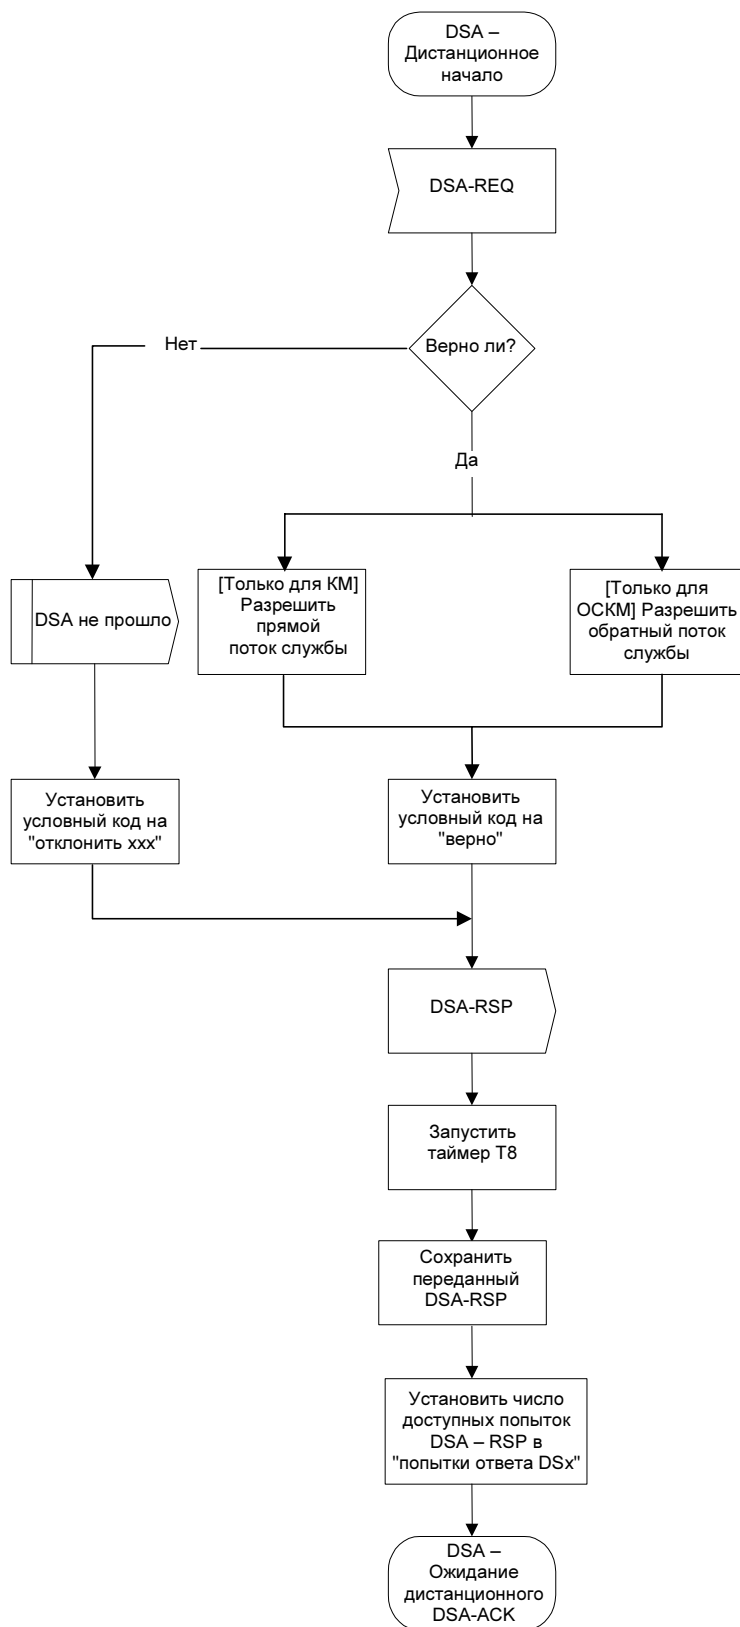 DSA –
Дистанционное
начало
DSA-REQ
Верно ли?
Нет
Да
[Только для КМ]
Разрешить
прямой
поток службы
[Только для
ОСКМ] Разрешить
обратный поток
службы
DSA не прошло
Установить
условный код на
"отклонить xxx"
Установить
условный код на
"верно"
DSA-RSP
Запустить
таймер T8
Сохранить
переданный
DSA-RSP
Установить число
доступных попыток
DSA – RSP в
"попытки ответа DSx"
DSA –
Ожидание
дистанционного
DSA-ACK